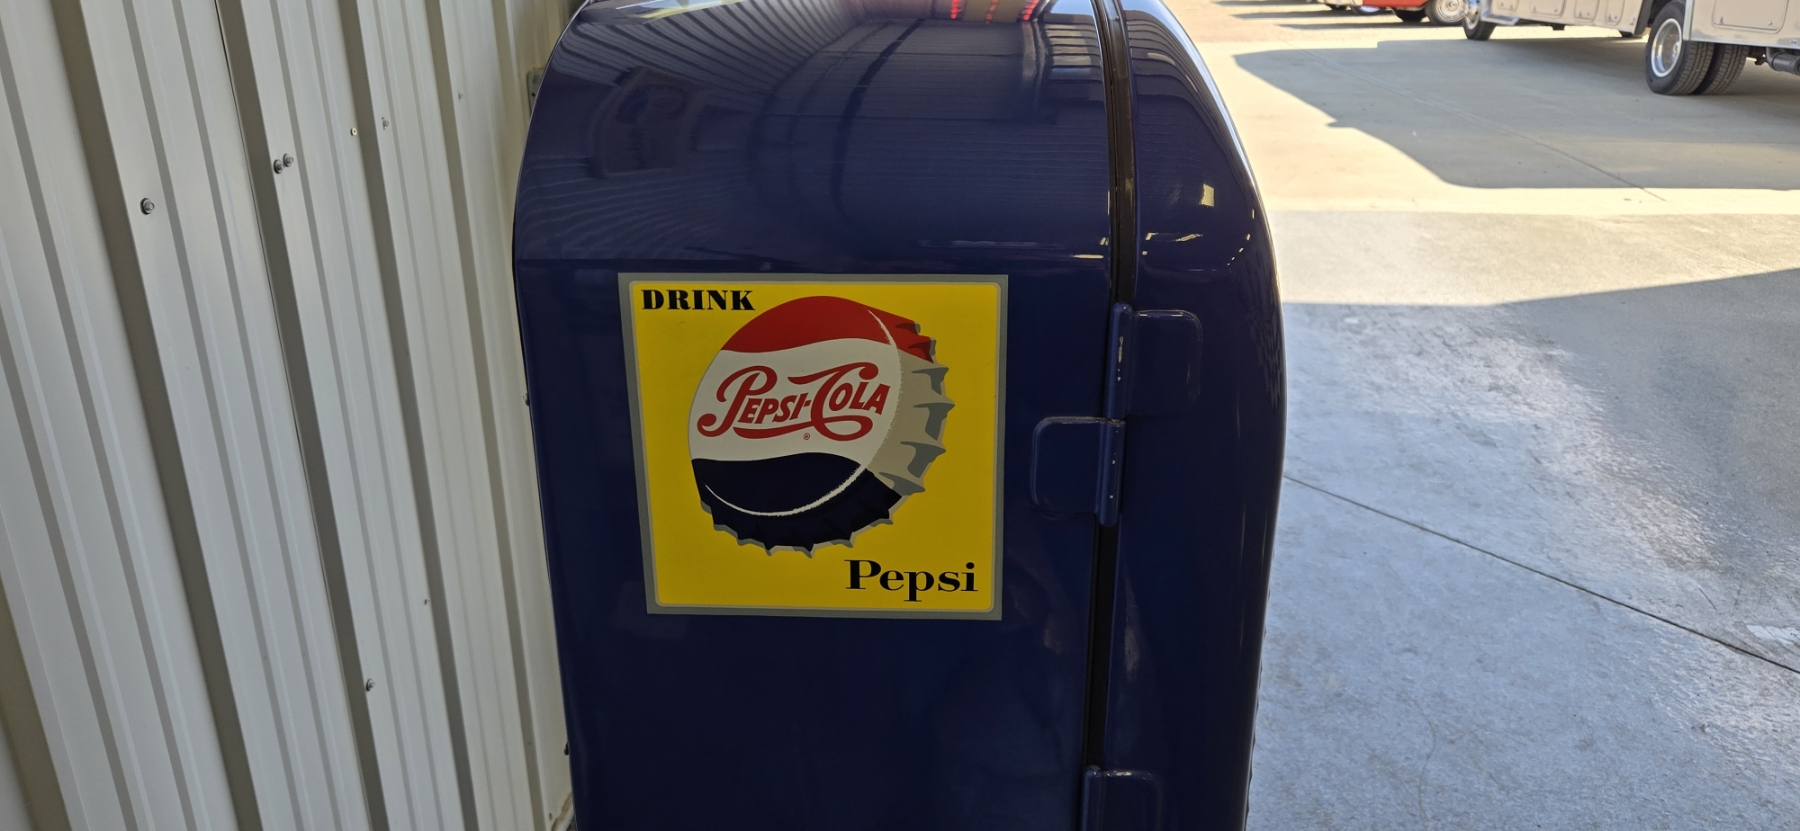 DRINK
PEPSI-COLA
®
Pepsi